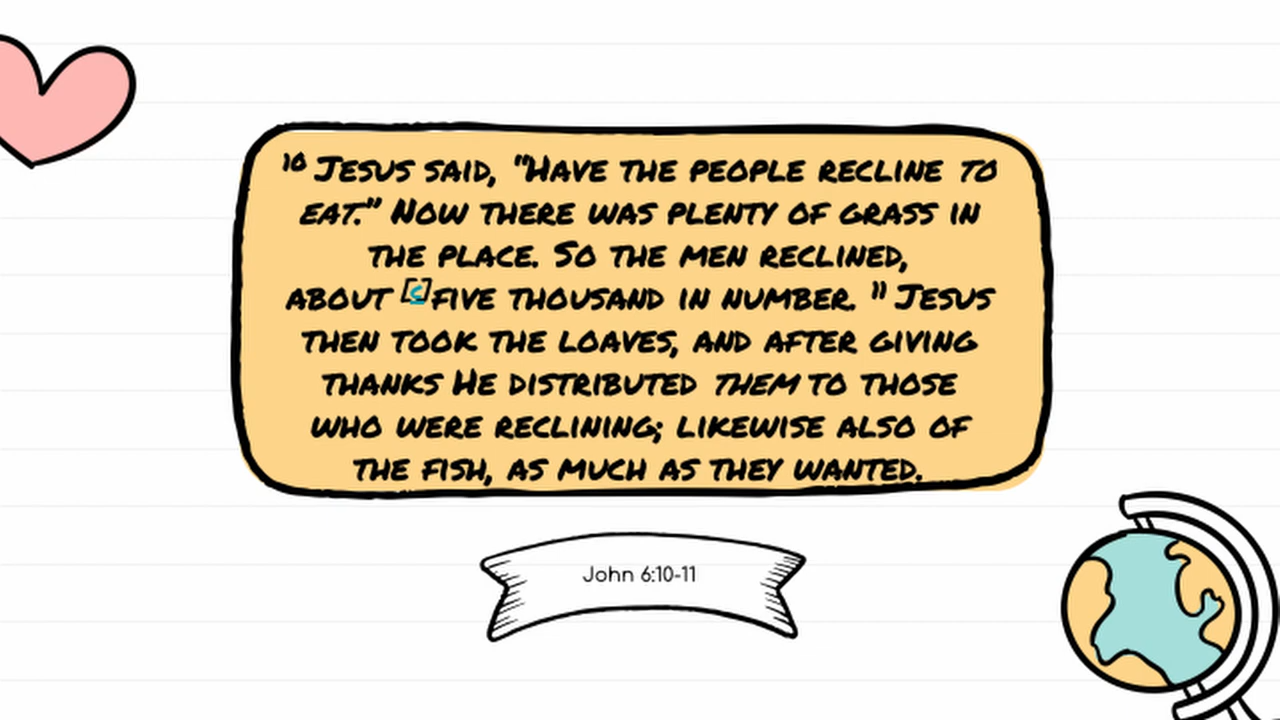 10 Jesus said, “Have the people recline to
eat.” Now there was plenty of grass in
the place. So the men reclined,
about [c]five thousand in number. 11 Jesus
then took the loaves, and after giving
thanks He distributed them to those
who were reclining; likewise also of
the fish, as much as they wanted.
John 6:10-11